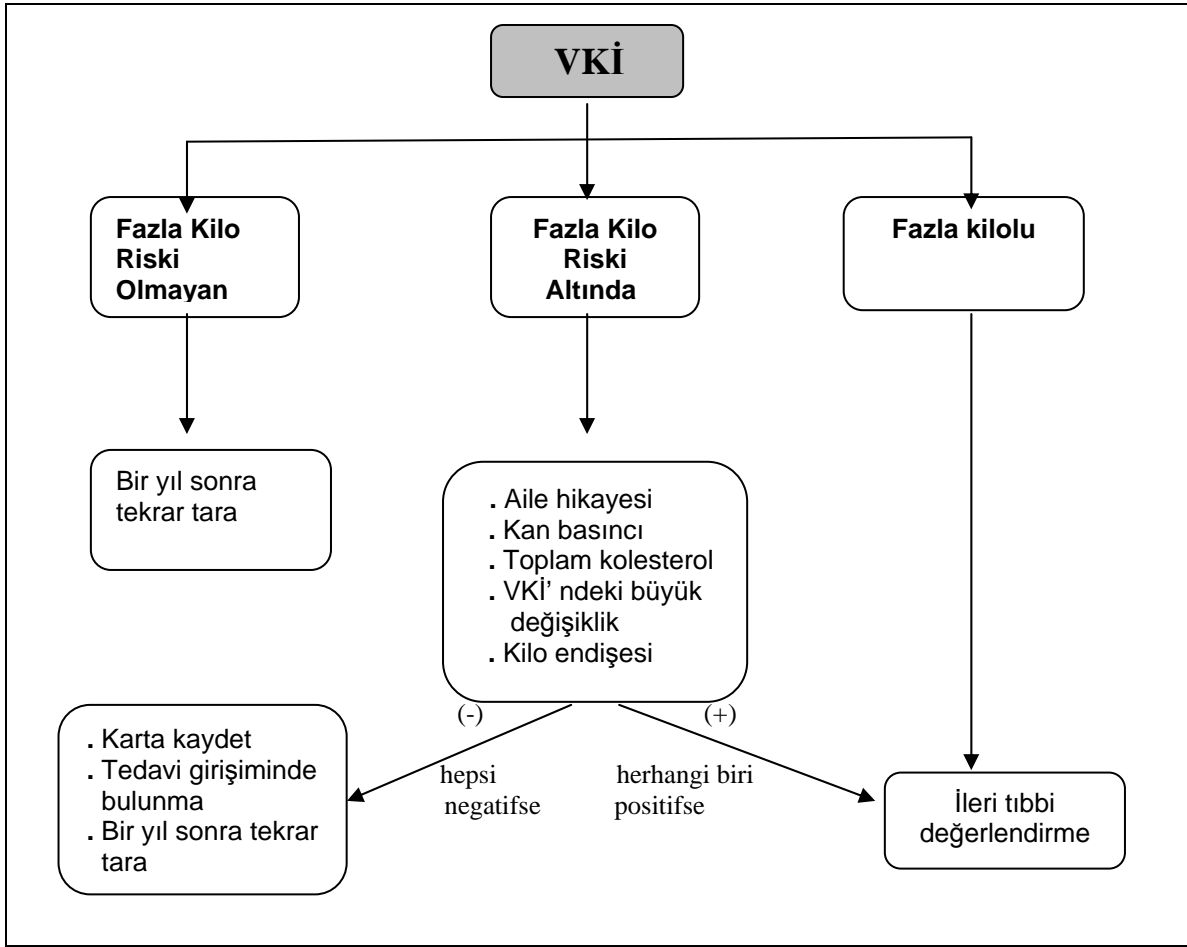 VKİ
Fazla Kilo
Riski
Olmayan
Fazla Kilo
Riski
Altında
Fazla kilolu
Bir yıl sonra
tekrar tara
. Aile hikayesi
. Kan basıncı
. Toplam kolesterol
. VKİ’ ndeki büyük
değişiklik
. Kilo endişesi
(-)
(+)
hepsi
negatifse
herhangi biri
positifse
. Karta kaydet
. Tedavi girişiminde
bulunma
. Bir yıl sonra tekrar
tara
İleri tıbbi
değerlendirme